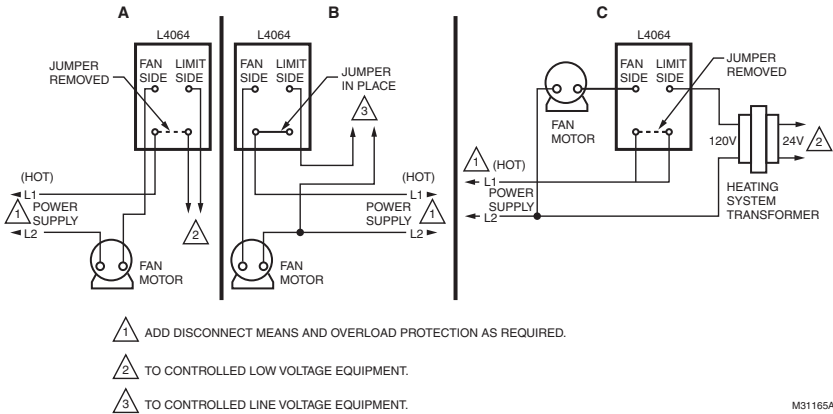 A
L4064
FAN SIDE
LIMIT SIDE
JUMPER REMOVED
(HOT)
L1
1
POWER SUPPLY
L2
2
FAN MOTOR
B
L4064
FAN SIDE
LIMIT SIDE
JUMPER IN PLACE
3
(HOT)
L1
POWER SUPPLY
1
L2
FAN MOTOR
C
L4064
FAN SIDE
LIMIT SIDE
JUMPER REMOVED
FAN MOTOR
120V
24V
2
1
(HOT)
L1
POWER SUPPLY
L2
HEATING SYSTEM TRANSFORMER
1 ADD DISCONNECT MEANS AND OVERLOAD PROTECTION AS REQUIRED.
2 TO CONTROLLED LOW VOLTAGE EQUIPMENT.
3 TO CONTROLLED LINE VOLTAGE EQUIPMENT.
M31165A